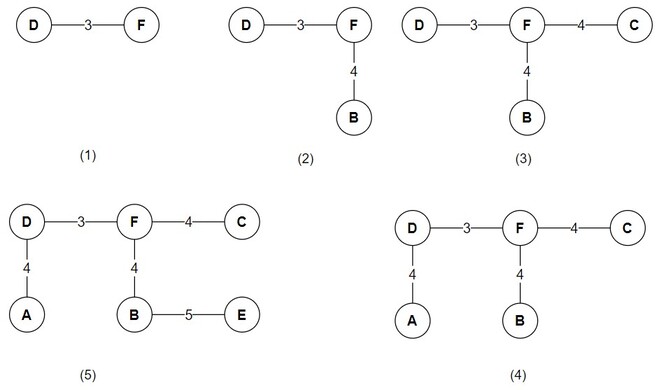 D 3 F
D 3 F
4
B
D 3 F 4 C
4
B
(1)
(2)
(3)
D 3 F 4 C
4 4
A B 5 E
D 3 F 4 C
4 4
A B
(5)
(4)